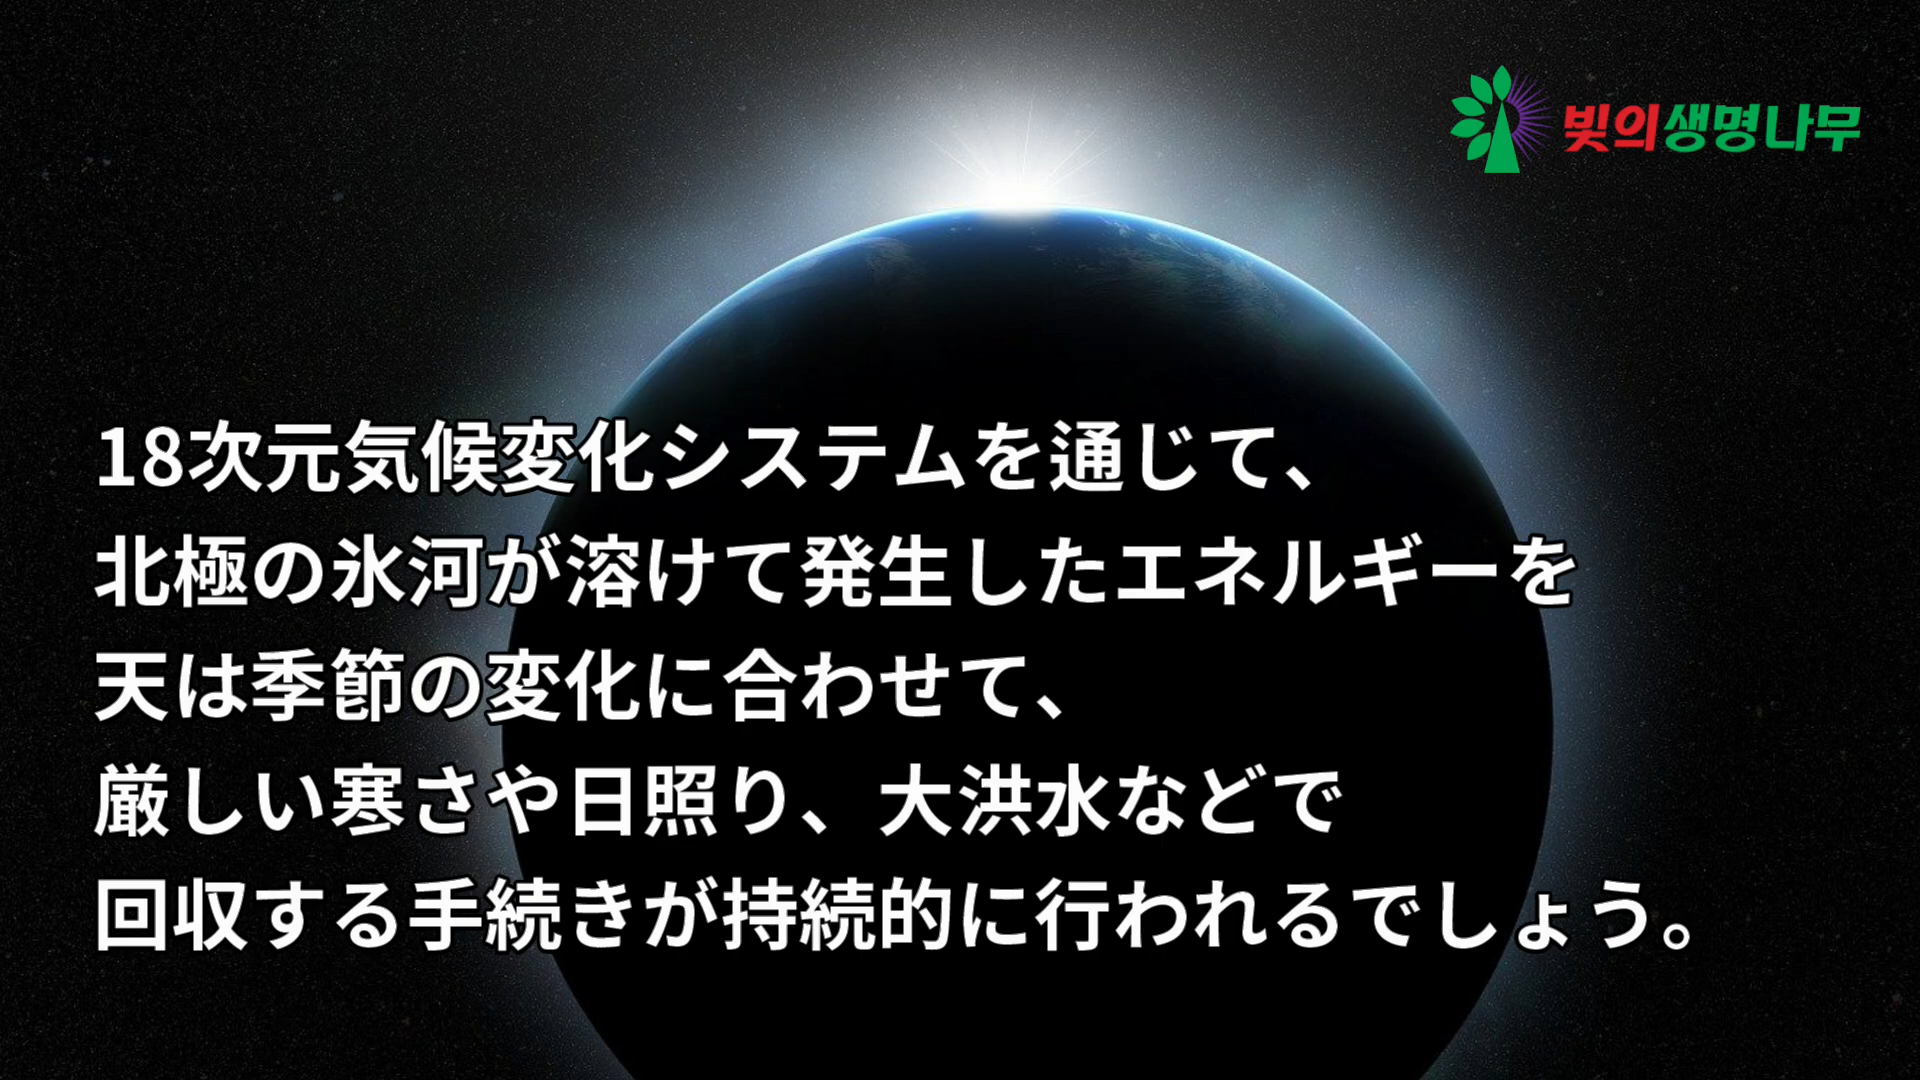 빛의생명나무
18次元気候変化システムを通じて、
北極の氷河が溶けて発生したエネルギーを
天は季節の変化に合わせて、
厳しい寒さや日照り、大洪水などで
回収する手続きが持続的に行われるでしょう。